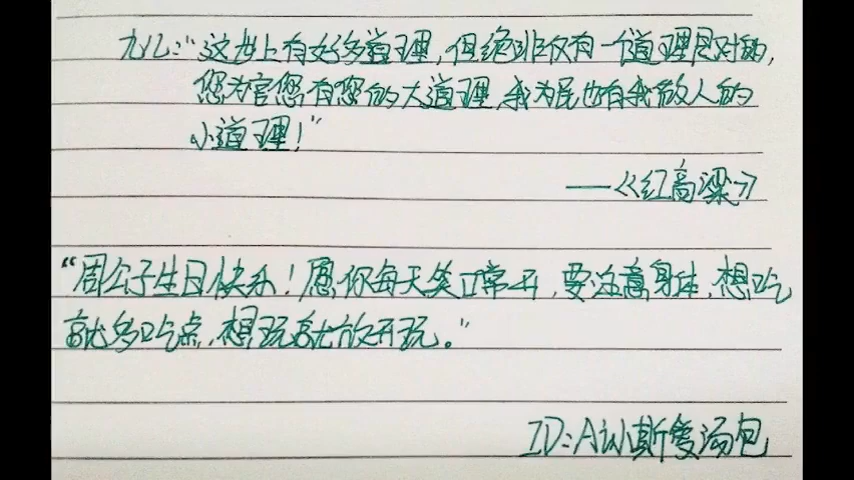 九儿：“这世上有好多道理，但绝非仅有一个道理是对的，
您为官您有您的大道理，我为民也有我做人的
小道理！”
——《红高粱》
“周公子生日快乐！愿你每天笑口常开，要注意身体，想吃
就多吃点，想玩就放开玩。”
ID：A 斯爱汤包